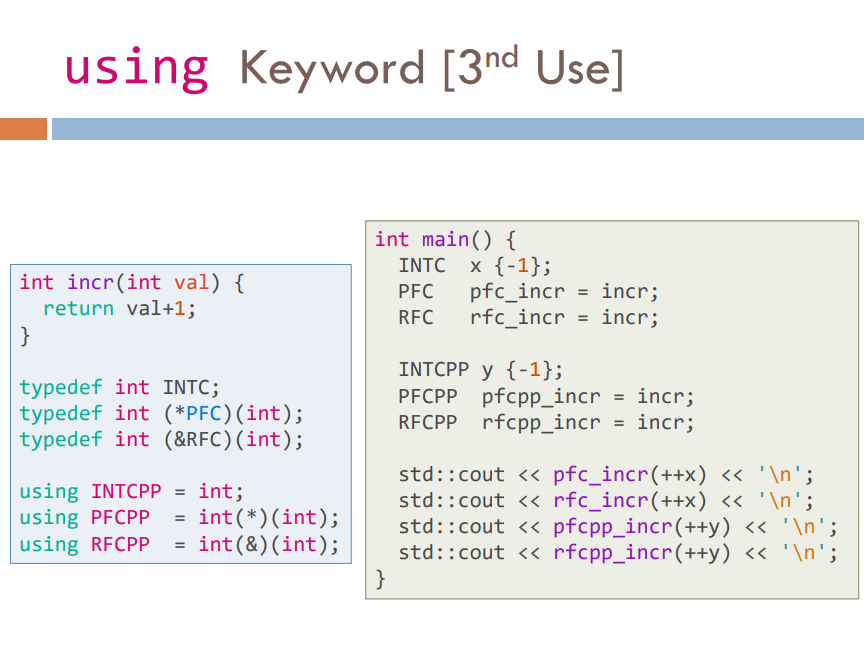 using Keyword [3nd Use]
int incr(int val) {
  return val+1;
}

typedef int INTC;
typedef int (*PFC)(int);
typedef int (&RFC)(int);

using INTCPP = int;
using PFCPP  = int(*)(int);
using RFCPP  = int(&)(int);

int main() {
  INTC  x {-1};
  PFC   pfc_incr = incr;
  RFC   rfc_incr = incr;

  INTCPP y {-1};
  PFCPP  pfcpp_incr = incr;
  RFCPP  rfcpp_incr = incr;

  std::cout << pfc_incr(++x) << '\n';
  std::cout << rfc_incr(++x) << '\n';
  std::cout << pfcpp_incr(++y) << '\n';
  std::cout << rfcpp_incr(++y) << '\n';
}